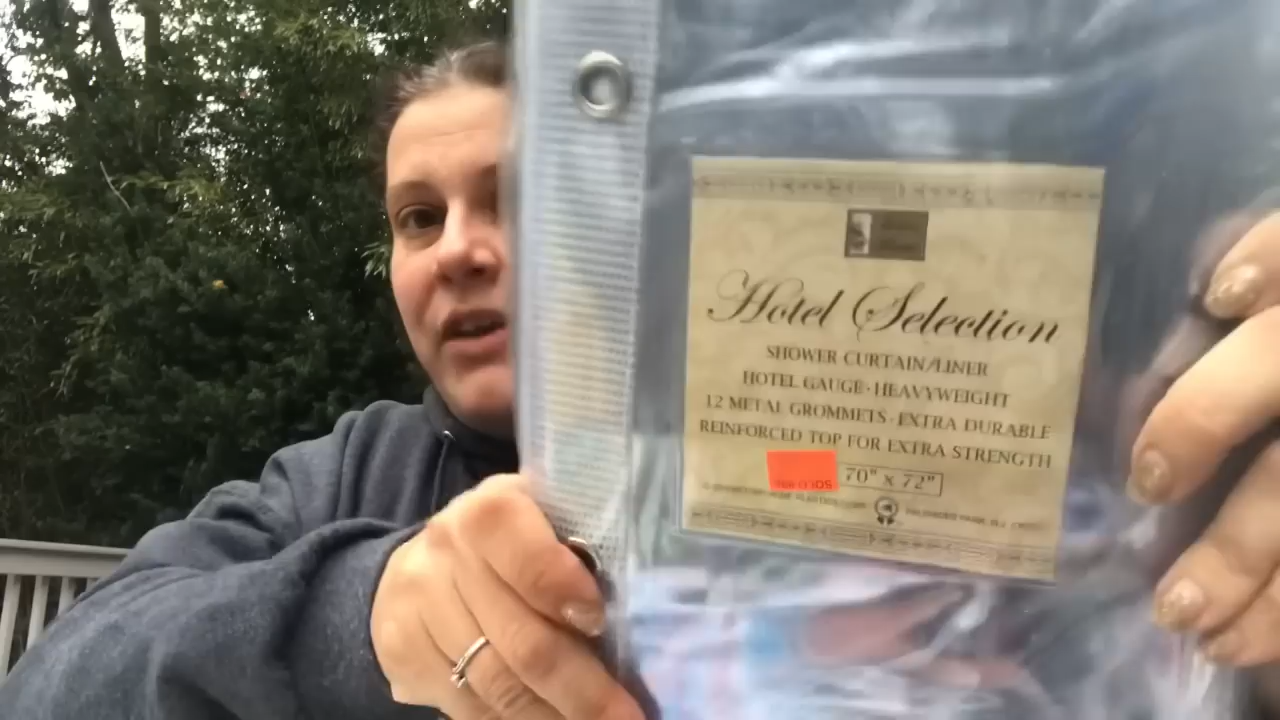 Hotel Selection
SHOWER CURTAIN/LINER
HOTEL GAUGE · HEAVYWEIGHT
12 METAL GROMMETS · EXTRA DURABLE
REINFORCED TOP FOR EXTRA STRENGTH
70" x 72"